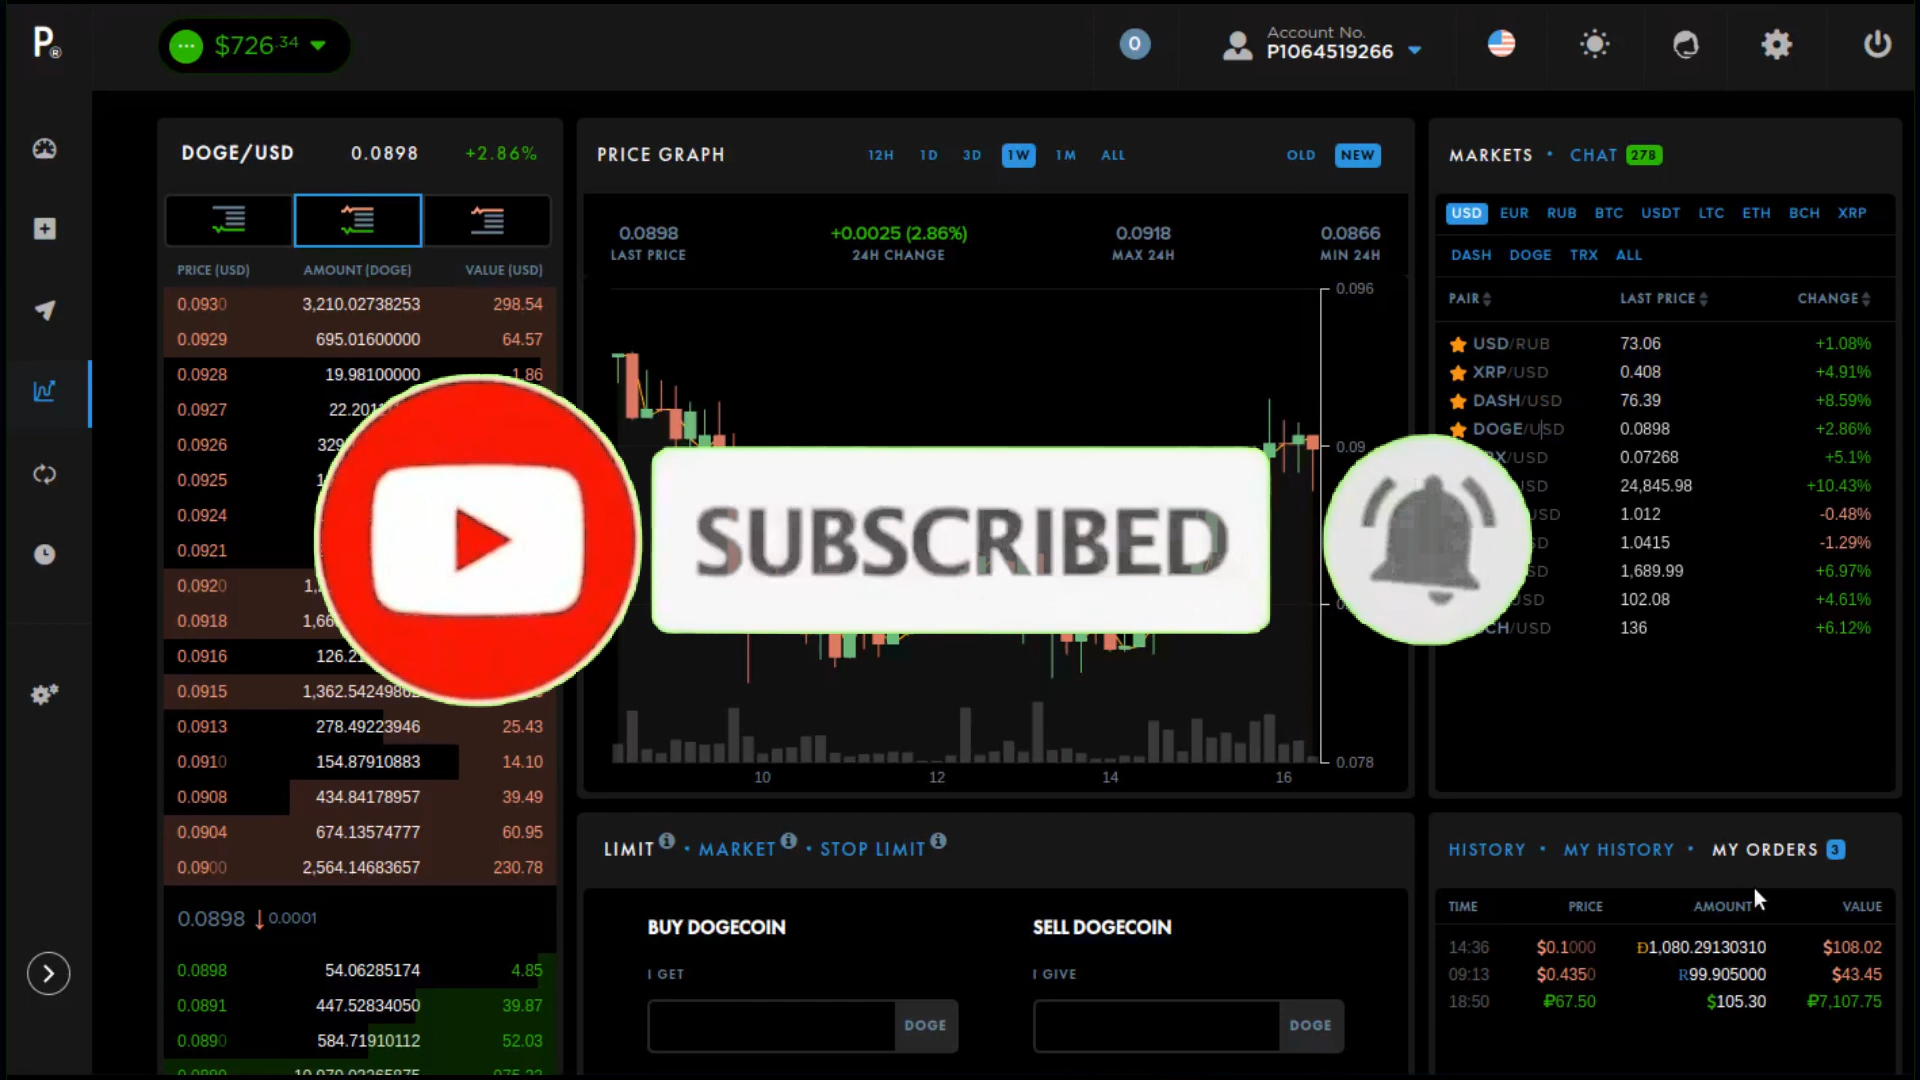 P®
$726.34
0
Account No.
P1064519266
DOGE/USD 0.0898 +2.86%
PRICE (USD) AMOUNT (DOGE) VALUE (USD)
0.0930 3,210.02738253 298.54
0.0929 695.01600000 64.57
0.0928 19.98100000 1.86
0.0927
0.0926
0.0925
0.0924
0.0921
0.0920
0.0918
0.0916
0.0915
0.0913 278.49223946 25.43
0.0910 154.87910883 14.10
0.0908 434.84178957 39.49
0.0904 674.13574777 60.95
0.0900 2,564.14683657 230.78
0.0898 0.0001
0.0898 54.06285174 4.85
0.0891 447.52834050 39.87
0.0890 584.71910112 52.03
PRICE GRAPH 12H 1D 3D 1W 1M ALL OLD NEW
0.0898 +0.0025 (2.86%) 0.0918 0.0866
LAST PRICE 24H CHANGE MAX 24H MIN 24H
0.096
0.09
0.078
10 12 14 16
SUBSCRIBED
LIMIT • MARKET • STOP LIMIT
BUY DOGECOIN SELL DOGECOIN
I GET I GIVE
DOGE DOGE
MARKETS • CHAT 278
USD EUR RUB BTC USDT LTC ETH BCH XRP
DASH DOGE TRX ALL
PAIR LAST PRICE CHANGE
USD/RUB 73.06 +1.08%
XRP/USD 0.408 +4.91%
DASH/USD 76.39 +8.59%
DOGE/USD 0.0898 +2.86%
/USD 0.07268 +5.1%
24,845.98 +10.43%
1.012 -0.48%
1.0415 -1.29%
1,689.99 +6.97%
102.08 +4.61%
/USD 136 +6.12%
HISTORY • MY HISTORY • MY ORDERS 3
TIME PRICE AMOUNT VALUE
14:36 $0.1000 Ð1,080.29130310 $108.02
09:13 $0.4350 R99.905000 $43.45
18:50 ₽67.50 $105.30 ₽7,107.75